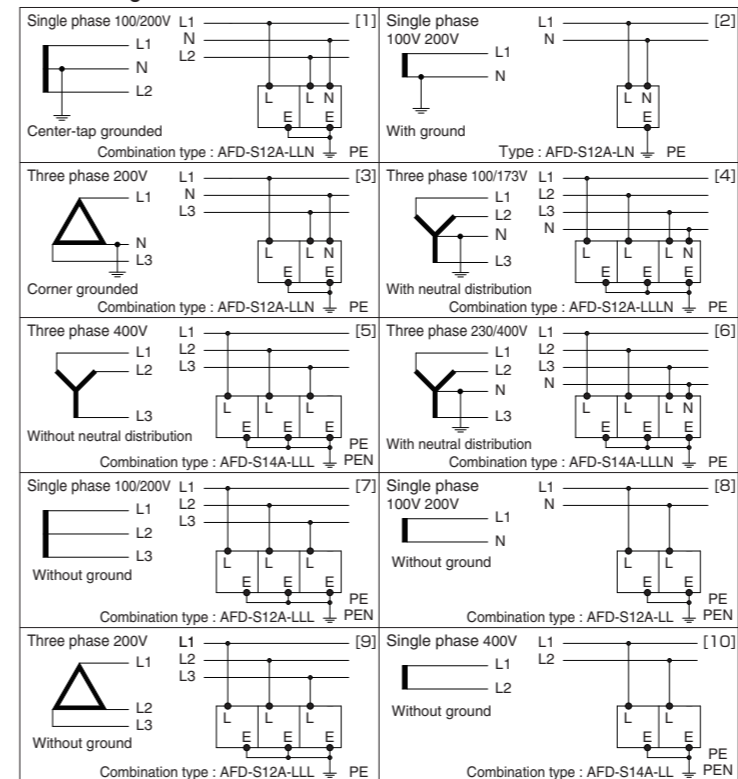 Single phase 100/200V L1 [1]
N
L2
L1
N
L2
L L N
E E
Center-tap grounded
Combination type : AFD-S12A-LLN PE
Single phase L1 [2]
100V 200V N
L1
N
L N
E
With ground
Type : AFD-S12A-LN PE
Three phase 200V L1 [3]
N
L3
L1
N
L3
L L N
E E
Corner grounded
Combination type : AFD-S12A-LLN PE
Three phase 100/173V L1 [4]
L2
L3
N
L1
L2
N
L3
L L L N
E E E
With neutral distribution
Combination type : AFD-S12A-LLLN PE
Three phase 400V L1 [5]
L2
L3
L1
L2
L3
L L L
E E E
Without neutral distribution
PE
Combination type : AFD-S14A-LLL PEN
Three phase 230/400V L1 [6]
L2
L3
N
L1
L2
N
L3
L L L N
E E E
With neutral distribution
Combination type : AFD-S14A-LLLN PE
Single phase 100/200V L1 [7]
L2
L3
L1
L2
L3
L L L
E E E
Without ground
PE
Combination type : AFD-S12A-LLL PEN
Single phase L1 [8]
100V 200V N
L1
N
L L
E E
Without ground
PE
Combination type : AFD-S12A-LL PEN
Three phase 200V L1 [9]
L2
L3
L1
L2
L3
L L L
E E E
Without ground
Combination type : AFD-S12A-LLL PE
Single phase 400V L1 [10]
L2
L1
L2
L L
E E
Without ground
PE
Combination type : AFD-S14A-LL PEN